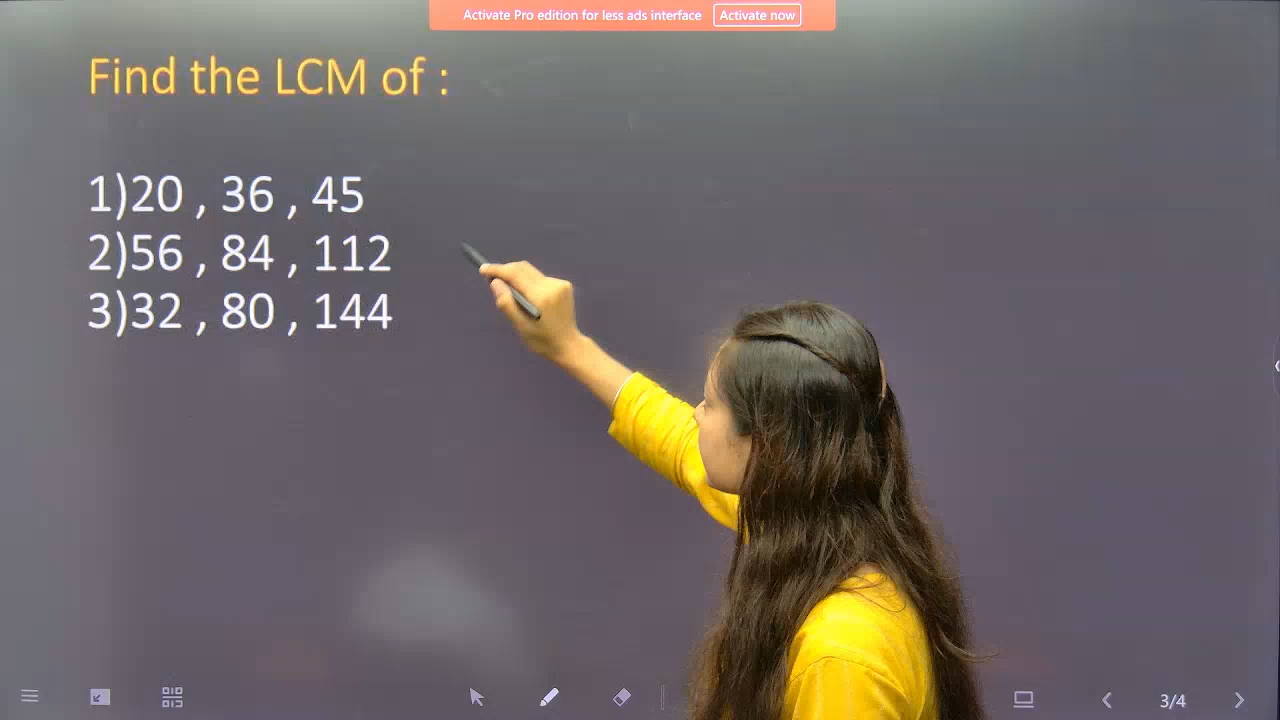 Activate Pro edition for less ads interface Activate now
Find the LCM of :
1)20 , 36 , 45
2)56 , 84 , 112
3)32 , 80 , 144
3/4